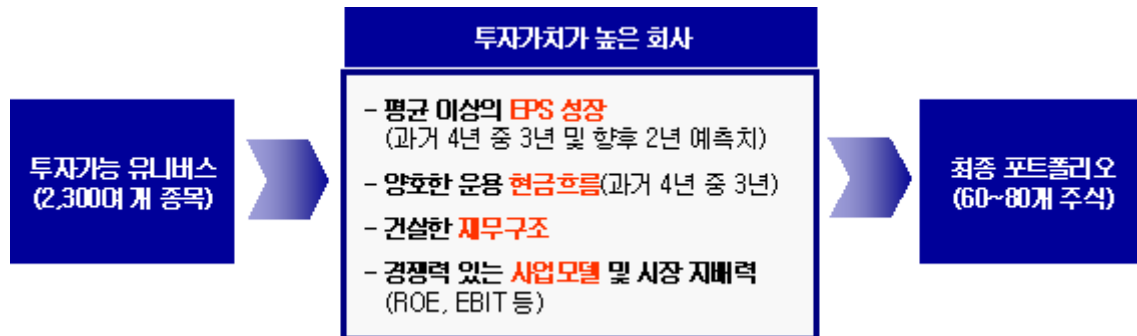 투자가치가 높은 회사
투자가능 유니버스
(2,300여 개 종목)
– 평균 이상의 EPS 성장
(과거 4년 중 3년 및 향후 2년 예측치)
– 양호한 운용 현금흐름(과거 4년 중 3년)
– 건실한 재무구조
– 경쟁력 있는 사업모델 및 시장 지배력
(ROE, EBIT 등)
최종 포트폴리오
(60~80개 주식)